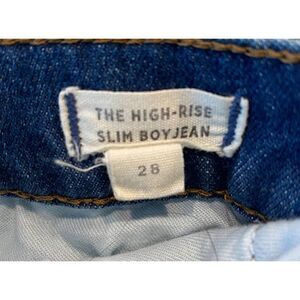 THE HIGH-RISE
SLIM BOYJEAN
28